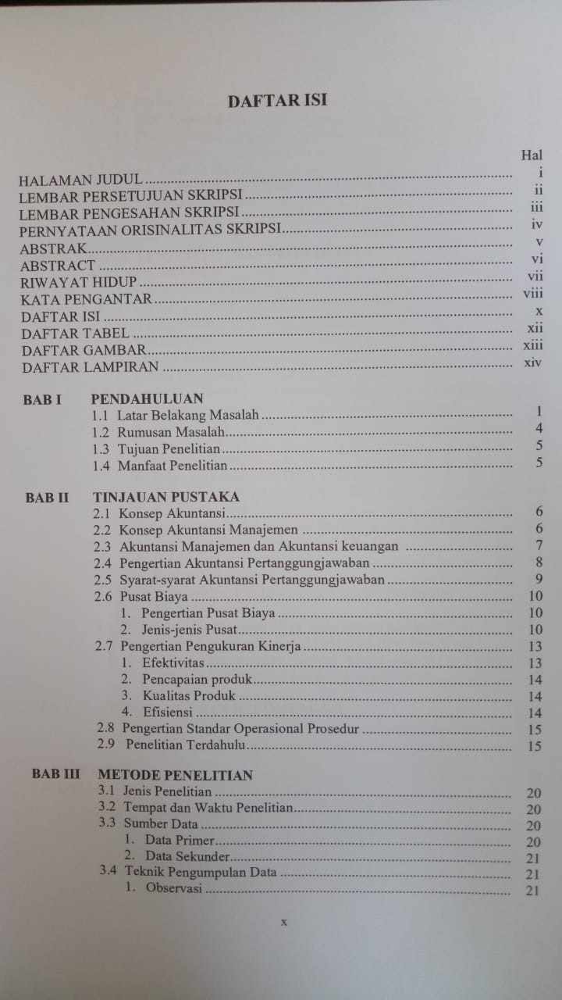 DAFTAR ISI
Hal
HALAMAN JUDUL ........ i
LEMBAR PERSETUJUAN SKRIPSI ........ ii
LEMBAR PENGESAHAN SKRIPSI ........ iii
PERNYATAAN ORISINALITAS SKRIPSI ........ iv
ABSTRAK ........ v
ABSTRACT ........ vi
RIWAYAT HIDUP ........ vii
KATA PENGANTAR ........ viii
DAFTAR ISI ........ x
DAFTAR TABEL ........ xii
DAFTAR GAMBAR ........ xiii
DAFTAR LAMPIRAN ........ xiv
BAB I PENDAHULUAN
1.1 Latar Belakang Masalah ........ 1
1.2 Rumusan Masalah ........ 4
1.3 Tujuan Penelitian ........ 5
1.4 Manfaat Penelitian ........ 5
BAB II TINJAUAN PUSTAKA
2.1 Konsep Akuntansi ........ 6
2.2 Konsep Akuntansi Manajemen ........ 6
2.3 Akuntansi Manajemen dan Akuntansi keuangan ........ 7
2.4 Pengertian Akuntansi Pertanggungjawaban ........ 8
2.5 Syarat-syarat Akuntansi Pertanggungjawaban ........ 9
2.6 Pusat Biaya ........ 10
1. Pengertian Pusat Biaya ........ 10
2. Jenis-jenis Pusat ........ 10
2.7 Pengertian Pengukuran Kinerja ........ 13
1. Efektivitas ........ 13
2. Pencapaian produk ........ 14
3. Kualitas Produk ........ 14
4. Efisiensi ........ 14
2.8 Pengertian Standar Operasional Prosedur ........ 15
2.9 Penelitian Terdahulu ........ 15
BAB III METODE PENELITIAN
3.1 Jenis Penelitian ........ 20
3.2 Tempat dan Waktu Penelitian ........ 20
3.3 Sumber Data ........ 20
1. Data Primer ........ 20
2. Data Sekunder ........ 21
3.4 Teknik Pengumpulan Data ........ 21
1. Observasi ........ 21
x